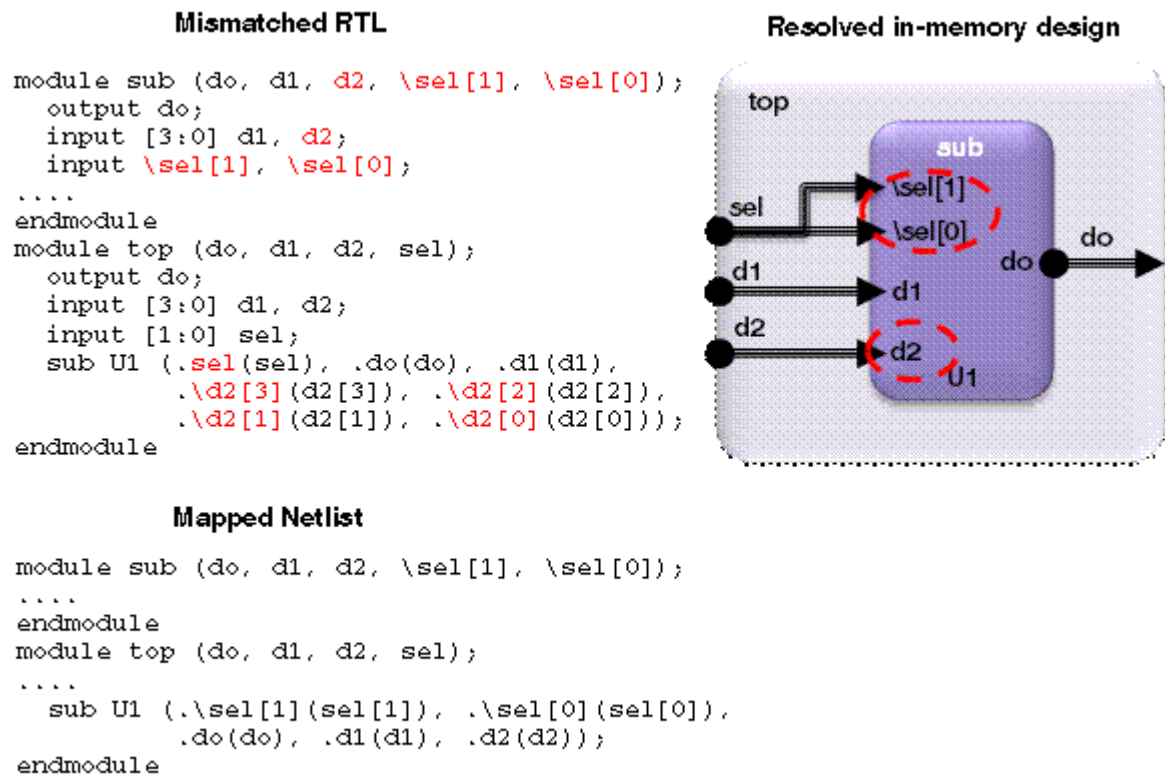 Mismatched RTL
module sub (do, d1, d2, \sel[1], \sel[0]);
output do;
input [3:0] d1, d2;
input \sel[1], \sel[0];
....
endmodule
module top (do, d1, d2, sel);
output do;
input [3:0] d1, d2;
input [1:0] sel;
sub U1 (.sel(sel), .do(do), .d1(d1),
.\d2[3](d2[3]), .\d2[2](d2[2]),
.\d2[1](d2[1]), .\d2[0](d2[0]));
endmodule
Resolved in-memory design
top
sub
\sel[1]
sel
\sel[0]
do
do
d1
d1
d2
d2
U1
Mapped Netlist
module sub (do, d1, d2, \sel[1], \sel[0]);
....
endmodule
module top (do, d1, d2, sel);
....
sub U1 (.\sel[1](sel[1]), .\sel[0](sel[0]),
.do(do), .d1(d1), .d2(d2));
endmodule